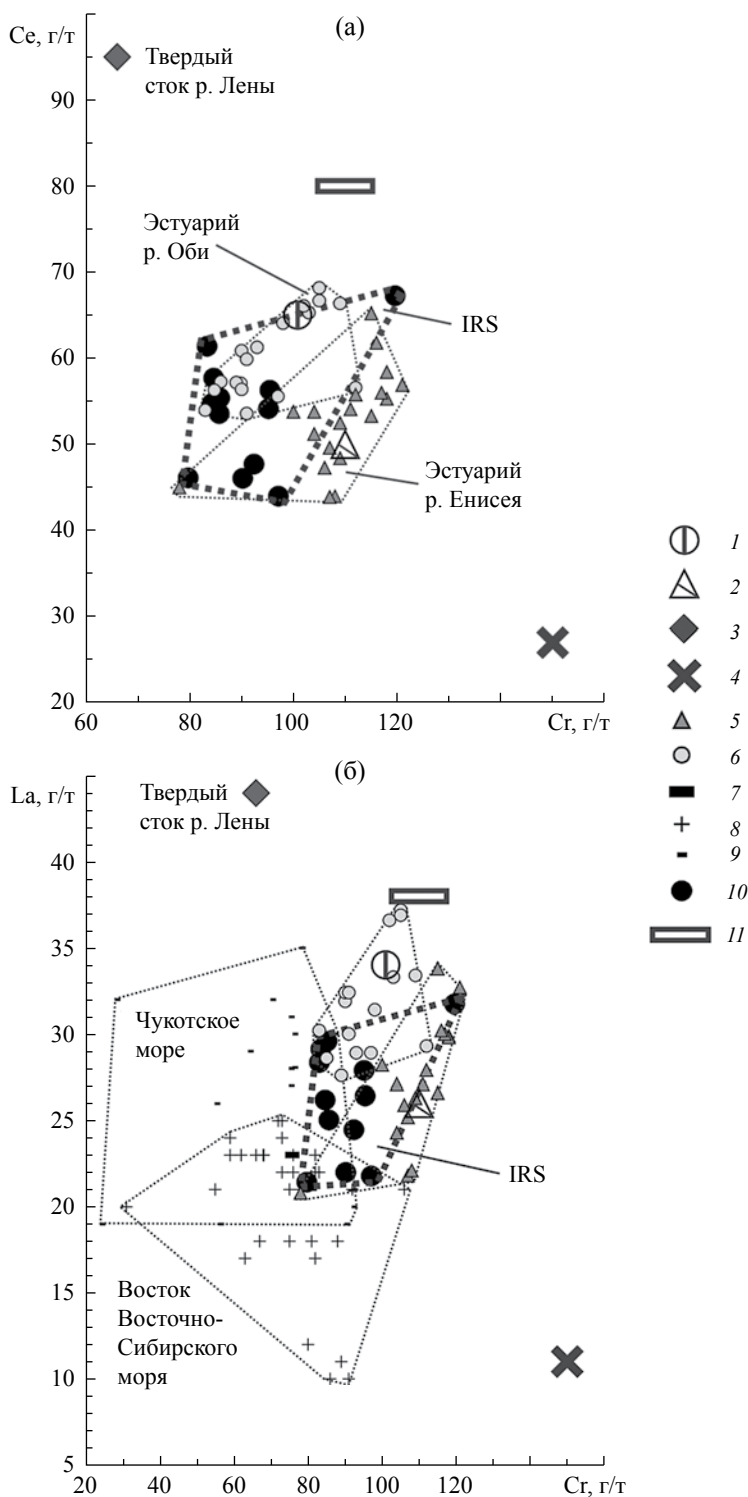 (а)
Ce, г/т
Твердый
сток р. Лены
90
80
Эстуарий
р. Оби
70
IRS
60
50
Эстуарий
р. Енисея
40
30
20
60
80
100
120
Cr, г/т
1
2
3
4
5
6
7
8
9
10
11
(б)
La, г/т
Твердый
сток р. Лены
40
35
Чукотское
море
30
25
IRS
20
Восток
Восточно-
Сибирского
моря
15
10
5
20
40
60
80
100
120
Cr, г/т